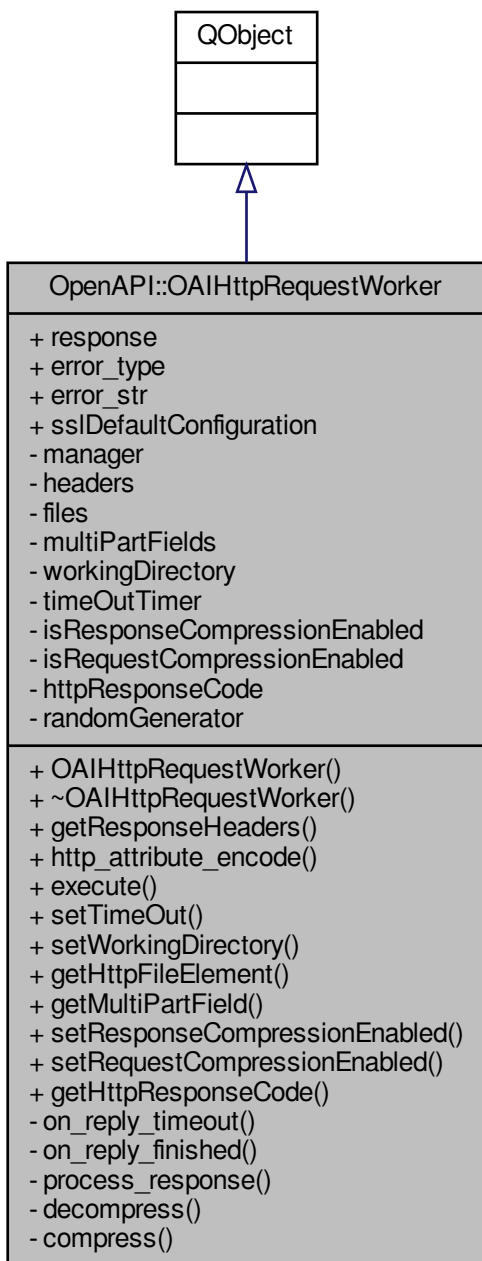 QObject
OpenAPI::OAIHttpRequestWorker
+ response
+ error_type
+ error_str
+ sslDefaultConfiguration
- manager
- headers
- files
- multiPartFields
- workingDirectory
- timeOutTimer
- isResponseCompressionEnabled
- isRequestCompressionEnabled
- httpResponseCode
- randomGenerator
+ OAIHttpRequestWorker()
+ ~OAIHttpRequestWorker()
+ getResponseHeaders()
+ http_attribute_encode()
+ execute()
+ setTimeOut()
+ setWorkingDirectory()
+ getHttpFileElement()
+ getMultiPartField()
+ setResponseCompressionEnabled()
+ setRequestCompressionEnabled()
+ getHttpResponseCode()
- on_reply_timeout()
- on_reply_finished()
- process_response()
- decompress()
- compress()